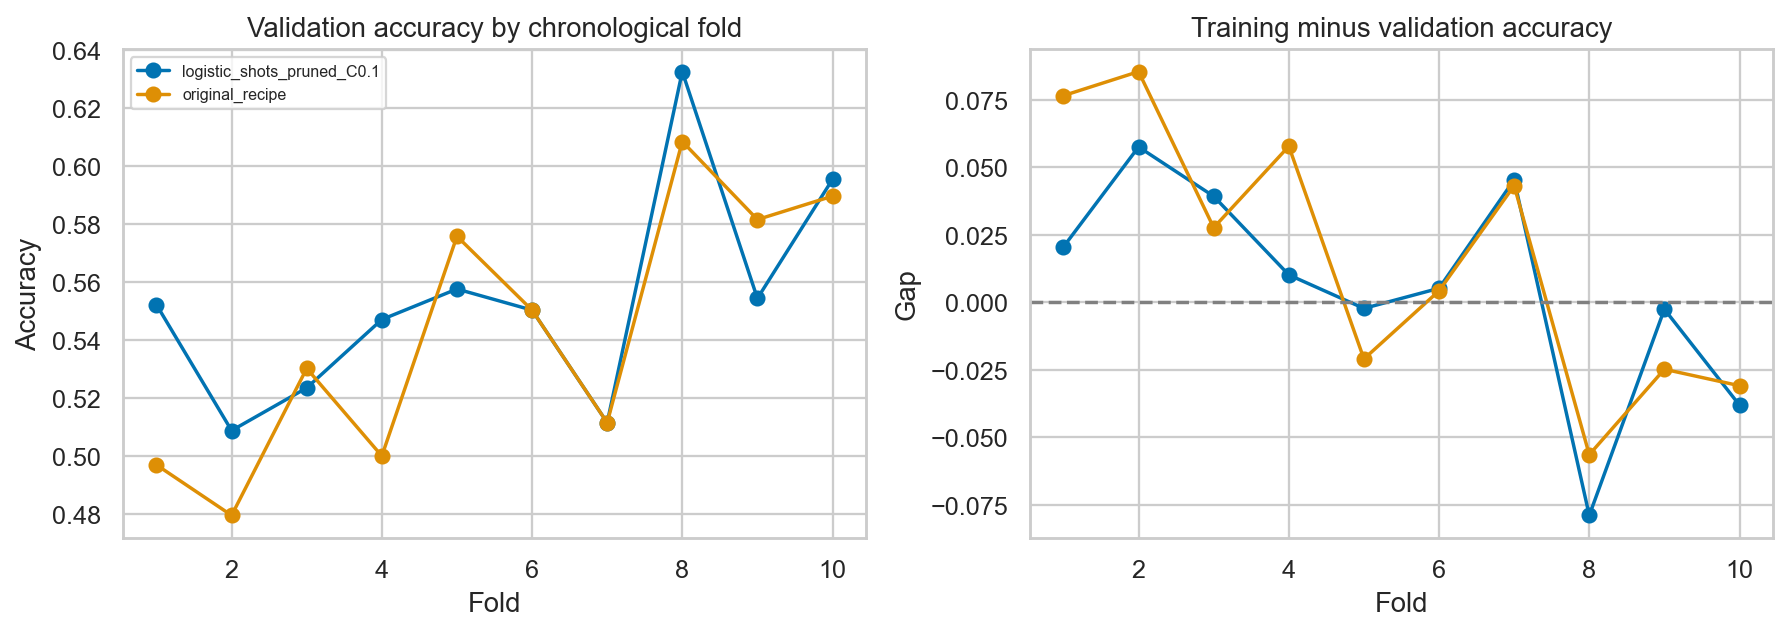 Validation accuracy by chronological fold
logistic_shots_pruned_C0.1
original_recipe
0.64
0.62
0.60
0.58
0.56
0.54
0.52
0.50
0.48
Accuracy
2 4 6 8 10
Fold
Training minus validation accuracy
0.075
0.050
0.025
0.000
−0.025
−0.050
−0.075
Gap
2 4 6 8 10
Fold